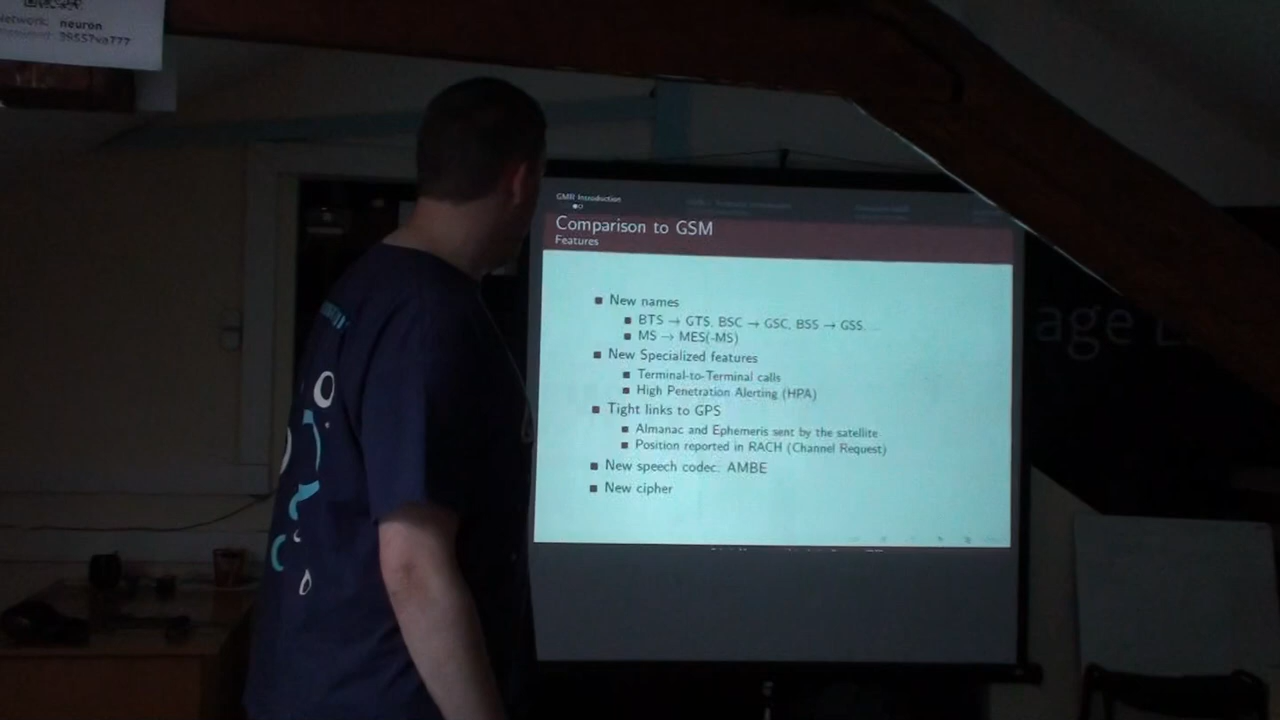 Network: neuron
39557va777
GMR Introduction
Comparison to GSM
Features
New names
BTS → GTS, BSC → GSC, BSS → GSS...
MS → MES(-MS)
New Specialized features
Terminal-to-Terminal calls
High Penetration Alerting (HPA)
Tight links to GPS
Almanac and Ephemeris sent by the satellite
Position reported in RACH (Channel Request)
New speech codec: AMBE
New cipher
age